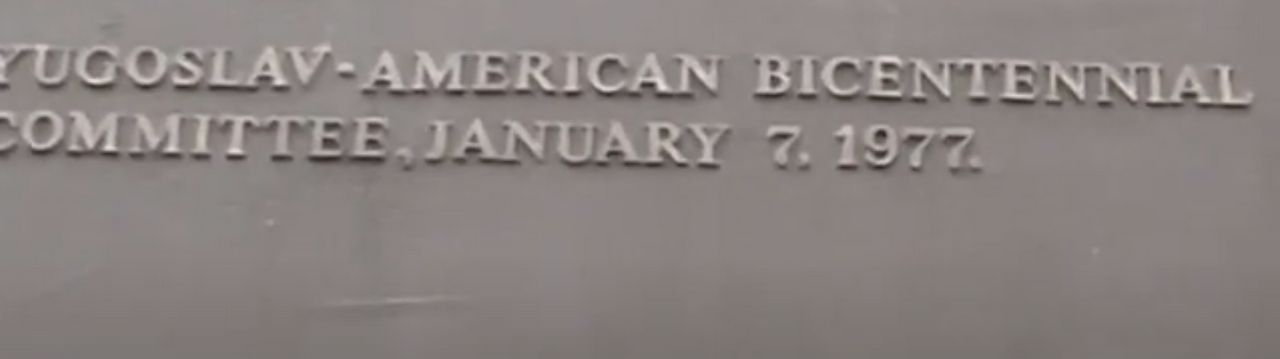 YUGOSLAV-AMERICAN BICENTENNIAL
COMMITTEE, JANUARY 7. 1977.